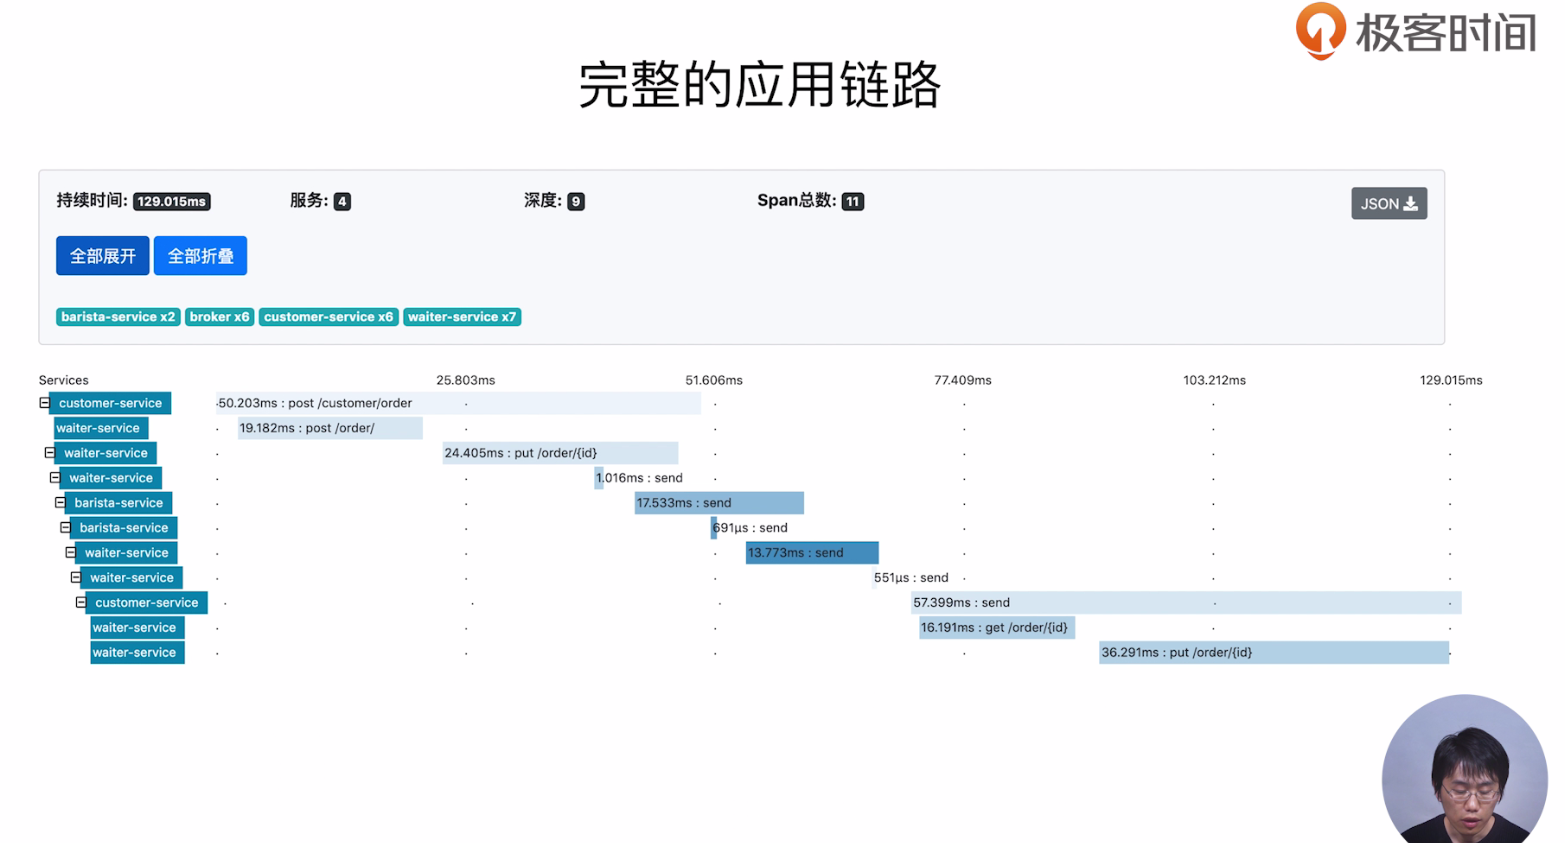 极客时间
完整的应用链路
持续时间: 129.015ms 服务: 4 深度: 9 Span总数: 11 JSON
全部展开 全部折叠
barista-service x2 broker x6 customer-service x6 waiter-service x7
Services 25.803ms 51.606ms 77.409ms 103.212ms 129.015ms
customer-service 50.203ms : post /customer/order
waiter-service 19.182ms : post /order/
waiter-service 24.405ms : put /order/{id}
waiter-service 1.016ms : send
barista-service 17.533ms : send
barista-service 691μs : send
waiter-service 13.773ms : send
waiter-service 551μs : send
customer-service 57.399ms : send
waiter-service 16.191ms : get /order/{id}
waiter-service 36.291ms : put /order/{id}